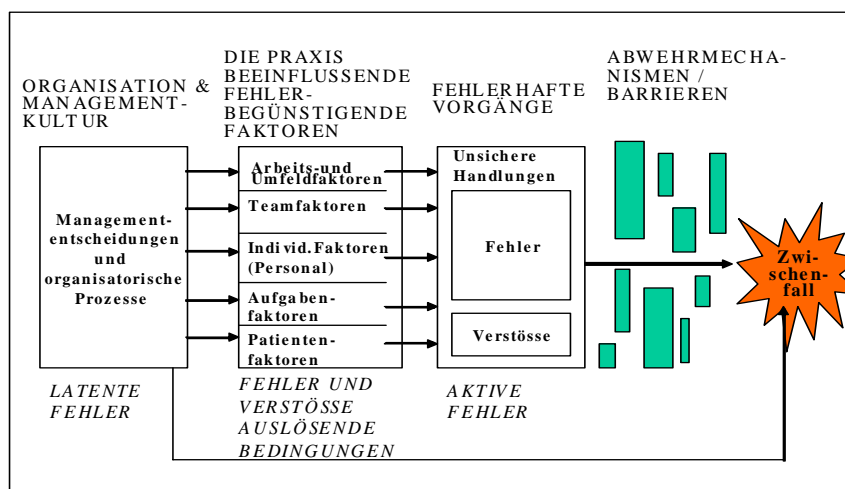 ORGANISATION &
MANAGEMENT-
KULTUR
DIE PRAXIS
BEEINFLUSSENDE
FEHLER-
BEGÜNSTIGENDE
FAKTOREN
FEHLERHAFTE
VORGÄNGE
ABWEHRMECHA-
NISMEN /
BARRIEREN
Management-
entscheidungen
und
organisatorische
Prozesse
Arbeits-und
Umfeldfaktoren
Teamfaktoren
Individ.Faktoren
(Personal)
Aufgaben-
faktoren
Patienten-
faktoren
Unsichere
Handlungen
Fehler
Verstösse
Zwi-
schen-
fall
LATENTE
FEHLER
FEHLER UND
VERSTÖSSE
AUSLÖSENDE
BEDINGUNGEN
AKTIVE
FEHLER